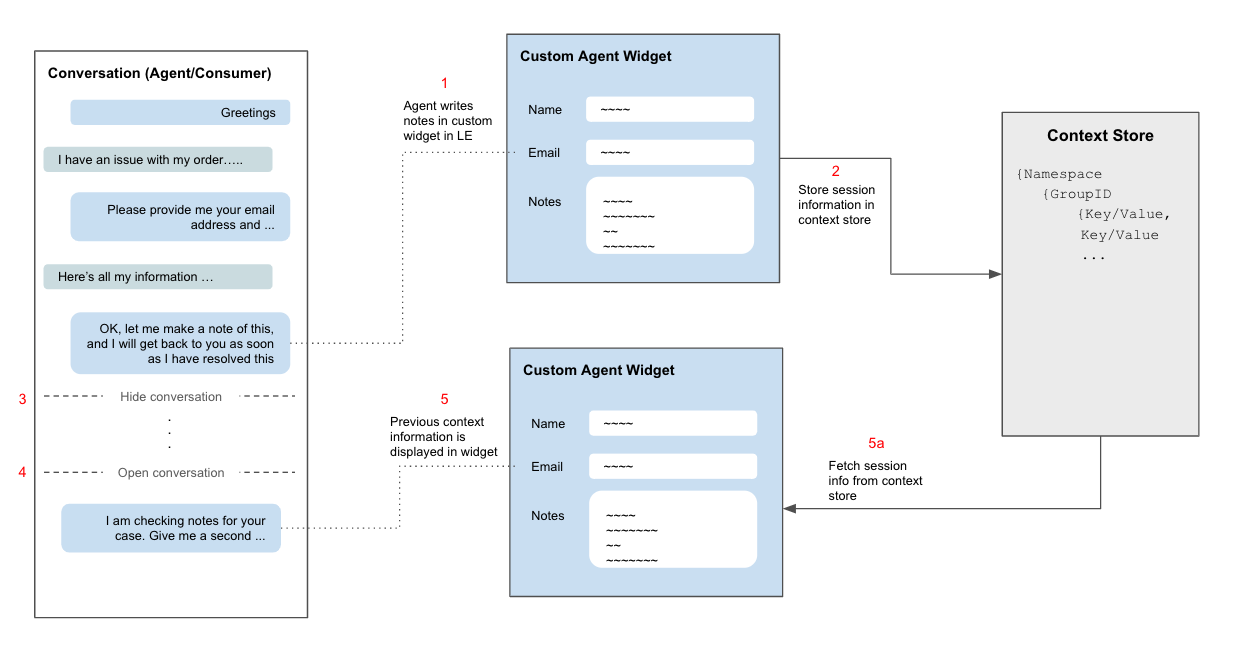 Conversation (Agent/Consumer)
Greetings
I have an issue with my order…..
Please provide me your email
address and ...
Here's all my information …
OK, let me make a note of this,
and I will get back to you as soon
as I have resolved this
3
Hide conversation
.
.
.
4
Open conversation
I am checking notes for your
case. Give me a second ...
1
Agent writes
notes in custom
widget in LE
Custom Agent Widget
Name
~~~~
Email
~~~~
Notes
~~~~
~~~~~~~
~~
~~~~~~~
2
Store session
information in
context store
Context Store
{Namespace
{GroupID
{Key/Value,
Key/Value
...
5
Previous context
information is
displayed in widget
Custom Agent Widget
Name
~~~~
Email
~~~~
Notes
~~~~
~~~~~~~
~~
~~~~~~~
5a
Fetch session
info from context
store